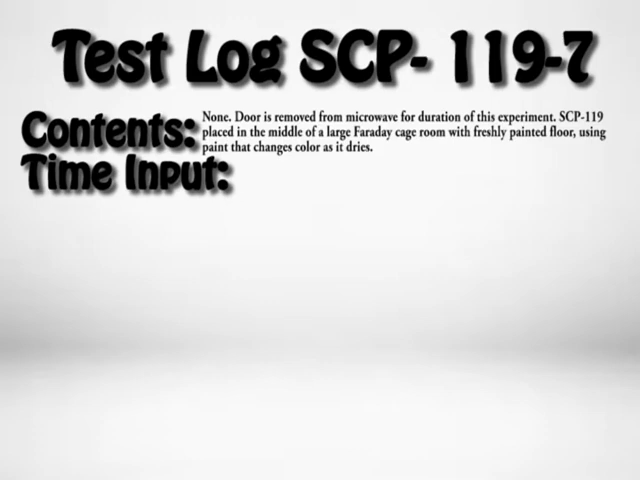 Test Log SCP- 119-7
Contents: None. Door is removed from microwave for duration of this experiment. SCP-119
placed in the middle of a large Faraday cage room with freshly painted floor, using
paint that changes color as it dries.
Time Input: